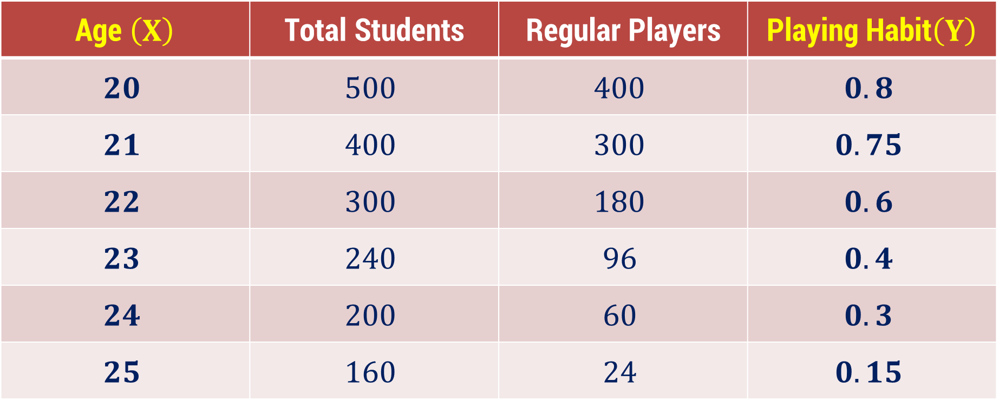 Age (X) Total Students Regular Players Playing Habit(Y)
20 500 400 0.8
21 400 300 0.75
22 300 180 0.6
23 240 96 0.4
24 200 60 0.3
25 160 24 0.15